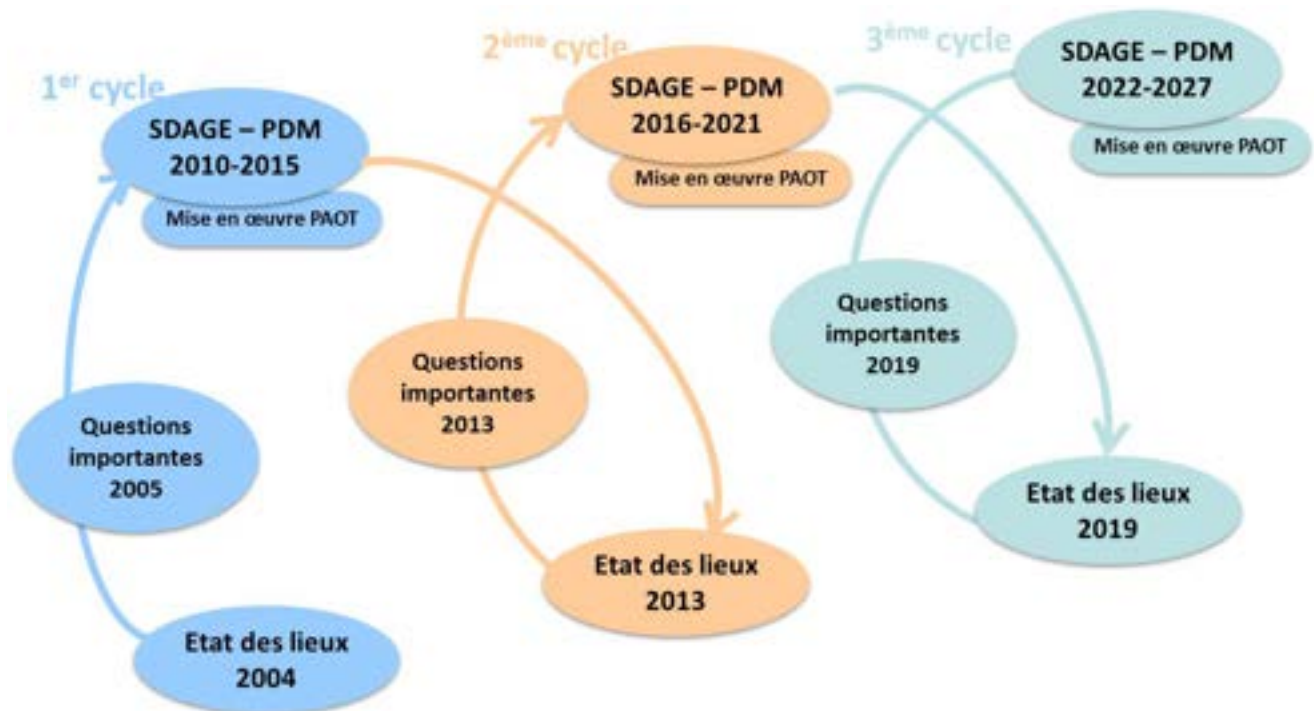 1er cycle
SDAGE – PDM
2010-2015
Mise en œuvre PAOT
Questions
importantes
2005
Etat des lieux
2004
2ème cycle
SDAGE – PDM
2016-2021
Mise en œuvre PAOT
Questions
importantes
2013
Etat des lieux
2013
3ème cycle
SDAGE – PDM
2022-2027
Mise en œuvre PAOT
Questions
importantes
2019
Etat des lieux
2019